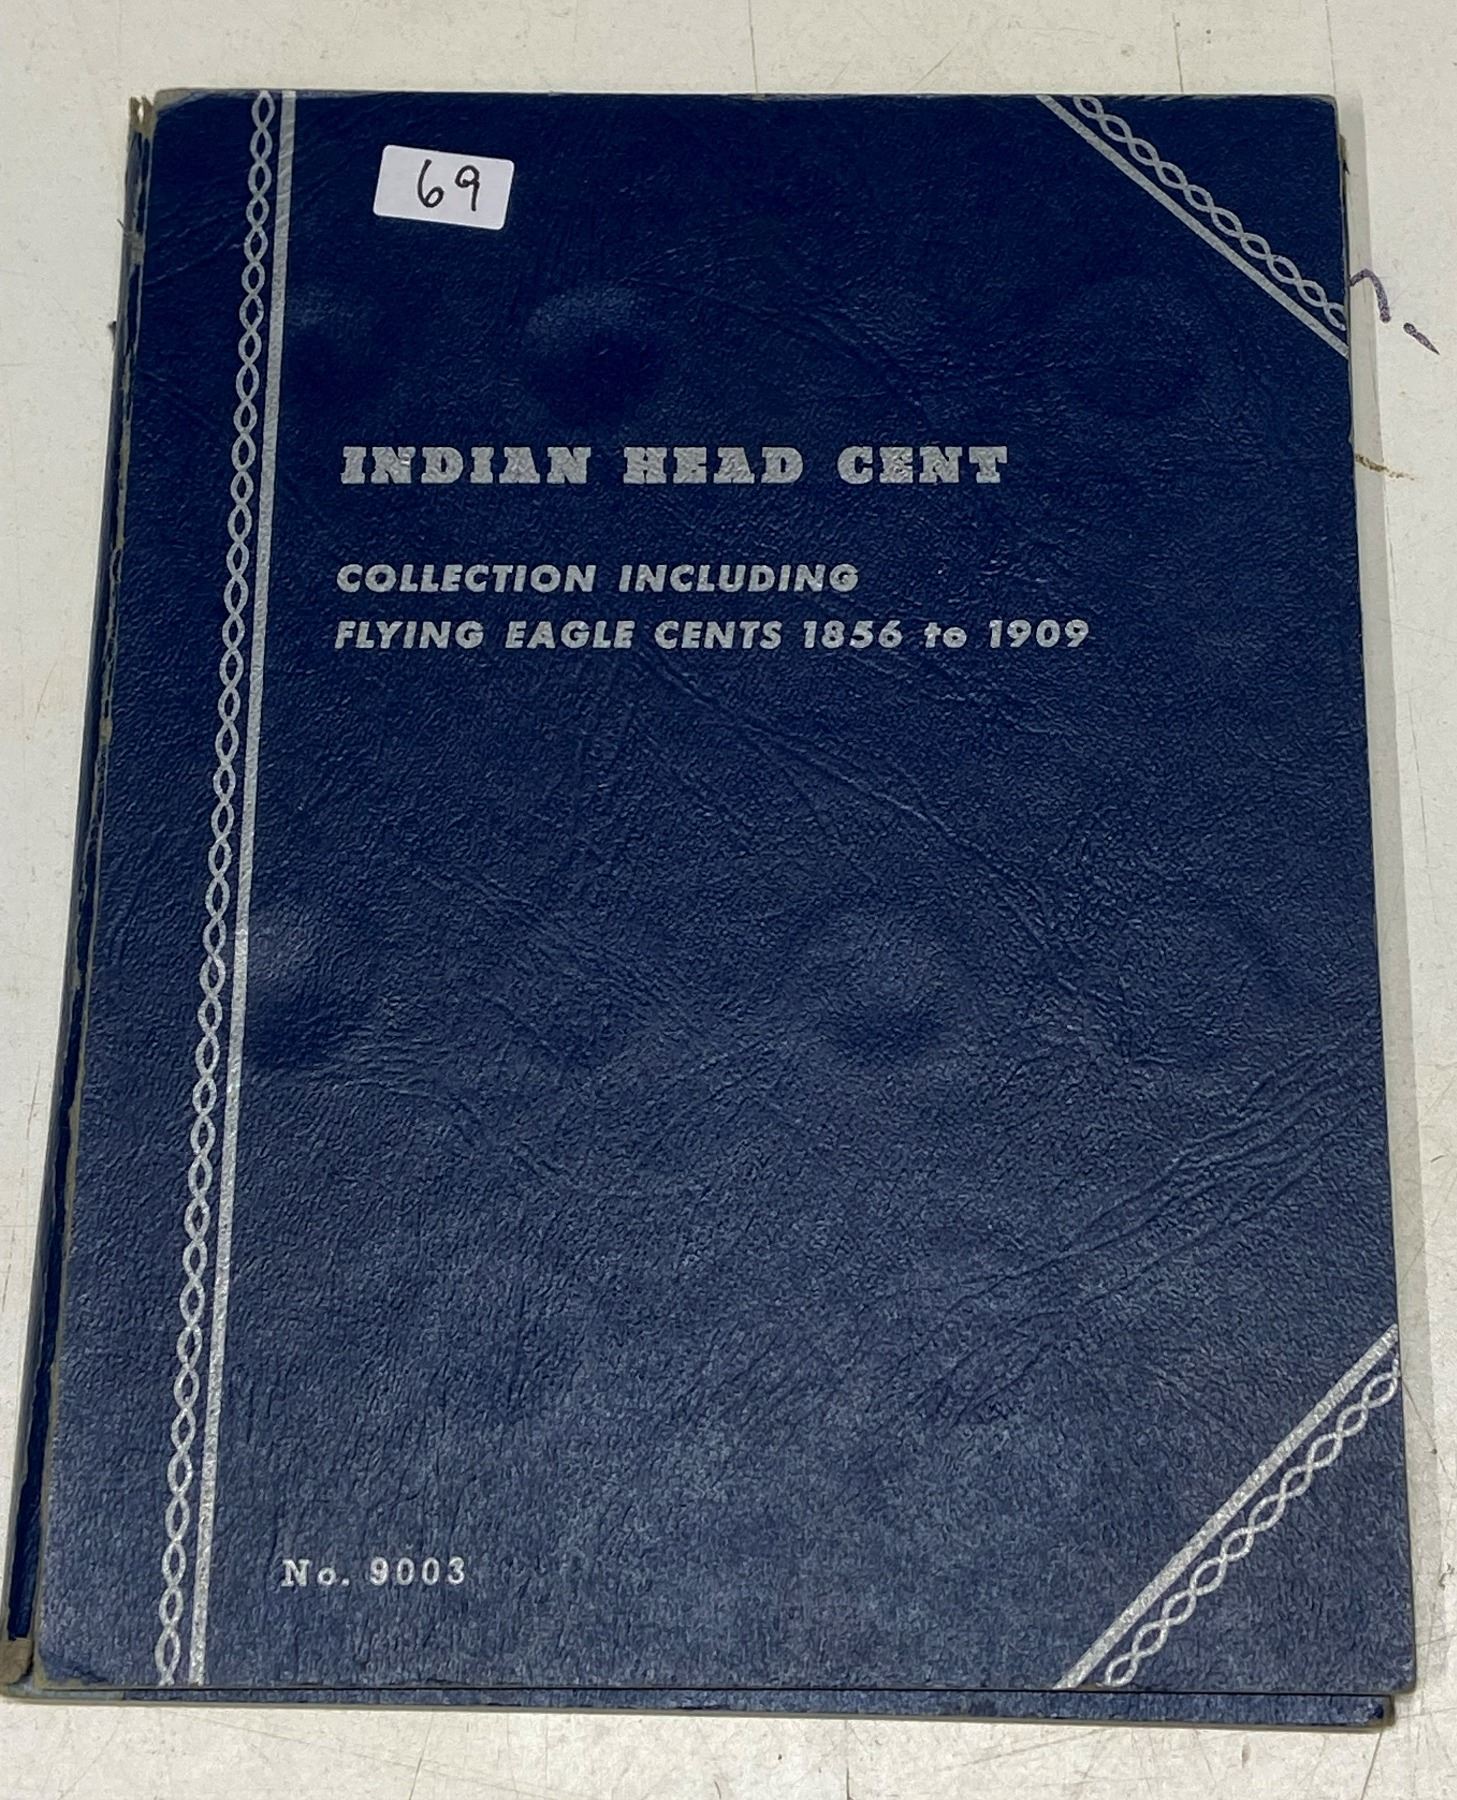 69
INDIAN HEAD CENT
COLLECTION INCLUDING
FLYING EAGLE CENTS 1856 to 1909
No. 9003